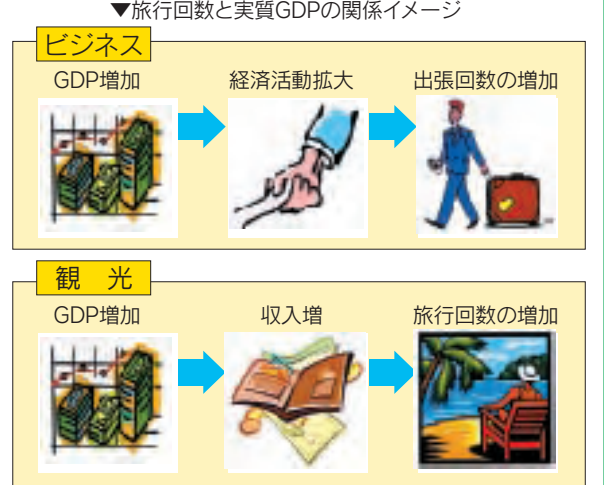 ▼旅行回数と実質GDPの関係イメージ
ビジネス
GDP増加 経済活動拡大 出張回数の増加
観 光
GDP増加 収入増 旅行回数の増加